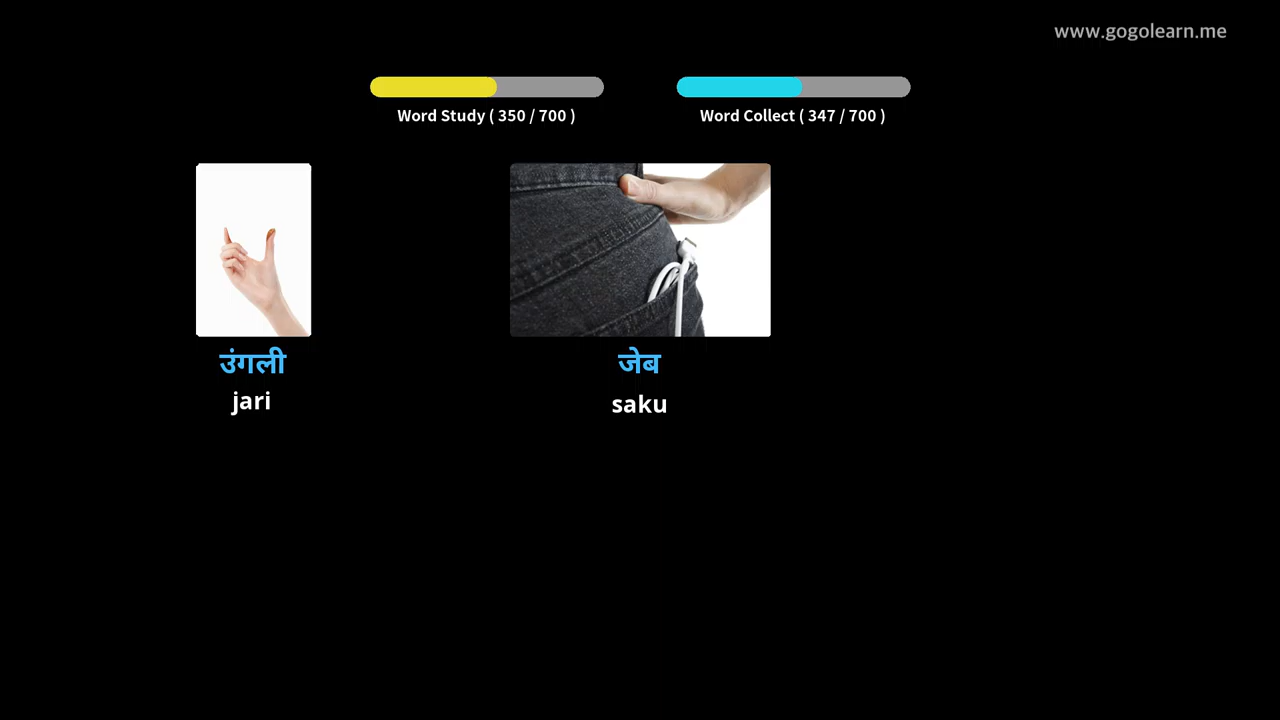 www.gogolearn.me
Word Study ( 350 / 700 )
Word Collect ( 347 / 700 )
उंगली
jari
जेब
saku